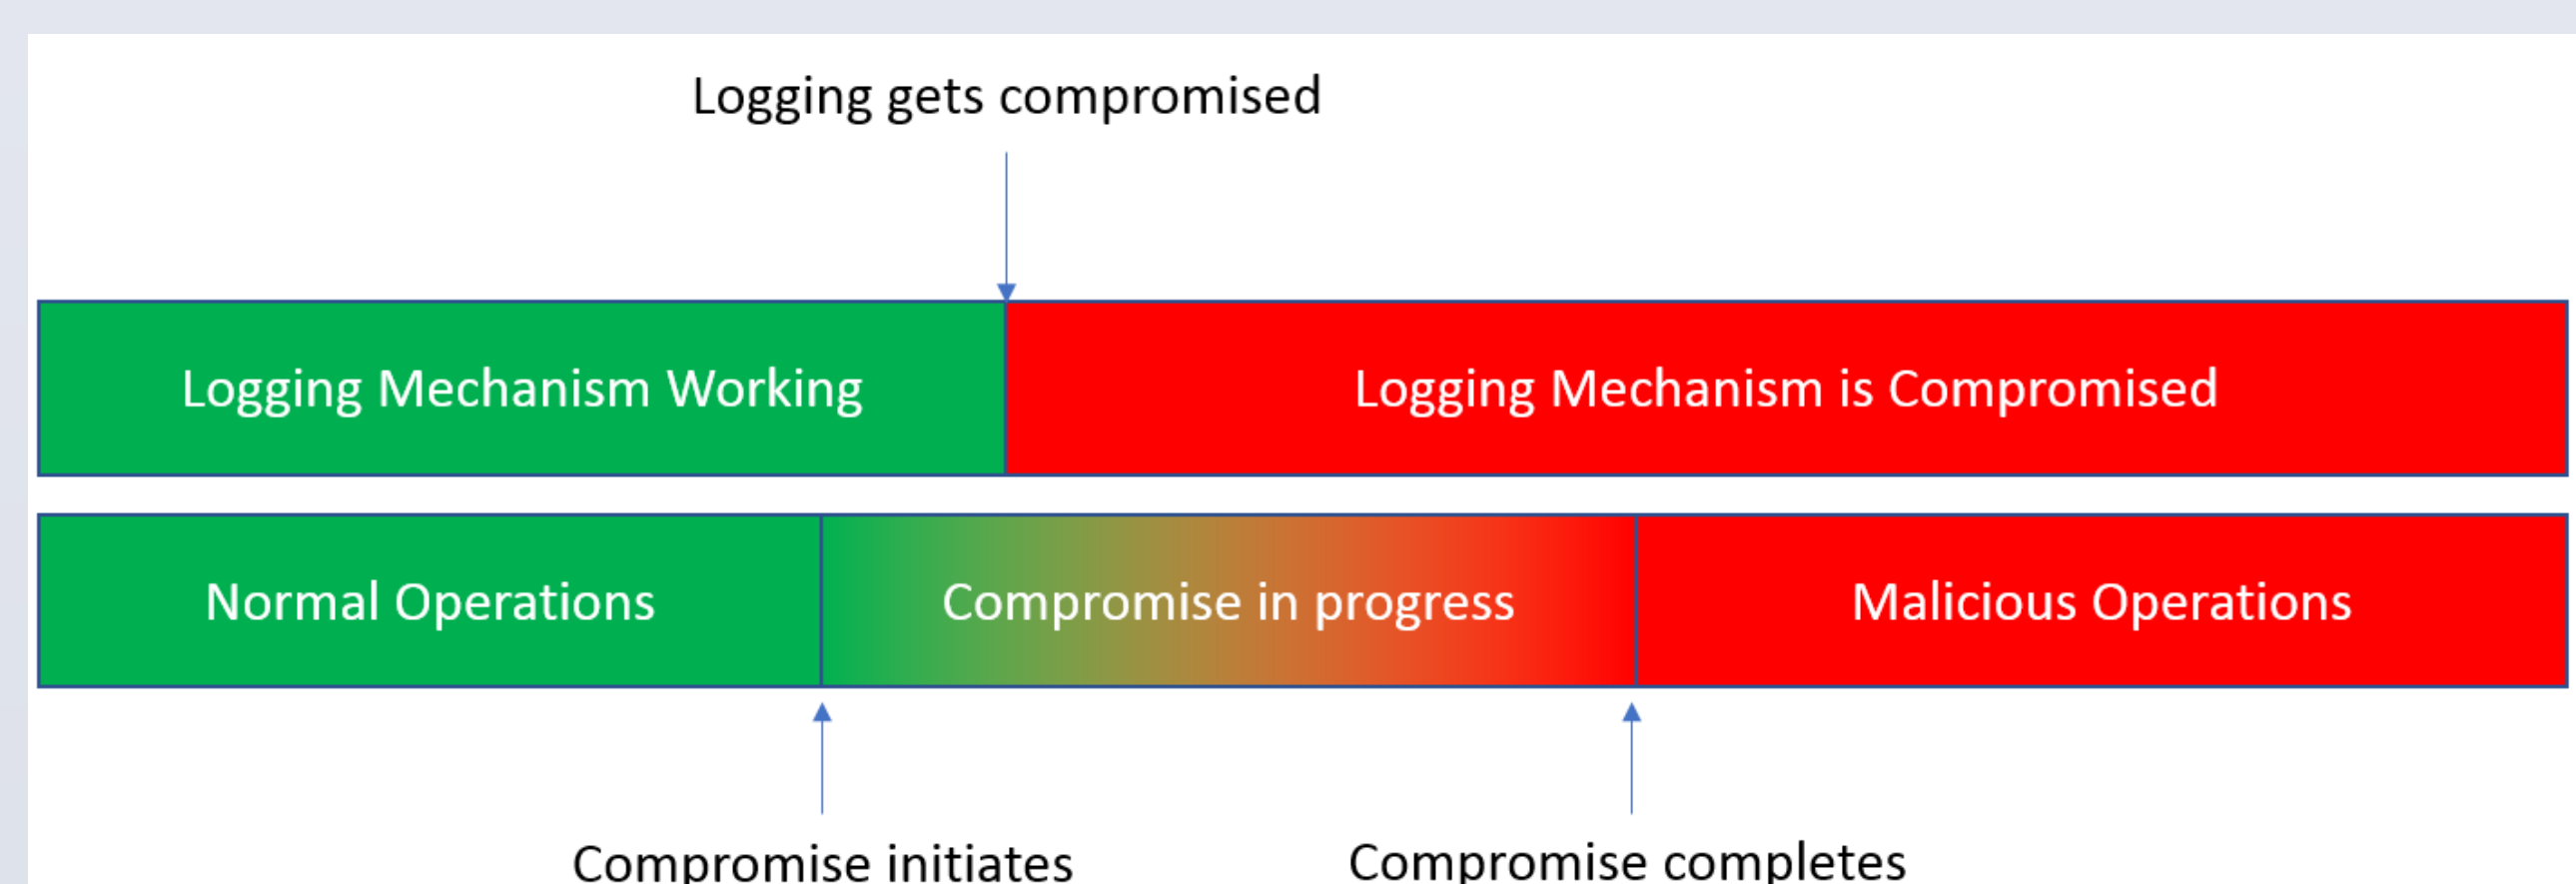 Logging gets compromised
Logging Mechanism Working
Logging Mechanism is Compromised
Normal Operations
Compromise in progress
Malicious Operations
Compromise initiates
Compromise completes